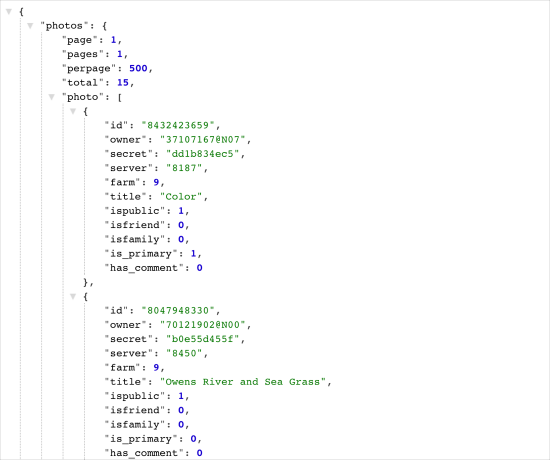 {
"photos": {
"page": 1,
"pages": 1,
"perpage": 500,
"total": 15,
"photo": [
{
"id": "8432423659",
"owner": "37107167@N07",
"secret": "dd1b834ec5",
"server": "8187",
"farm": 9,
"title": "Color",
"ispublic": 1,
"isfriend": 0,
"isfamily": 0,
"is_primary": 1,
"has_comment": 0
},
{
"id": "8047948330",
"owner": "70121902@N00",
"secret": "b0e55d455f",
"server": "8450",
"farm": 9,
"title": "Owens River and Sea Grass",
"ispublic": 1,
"isfriend": 0,
"isfamily": 0,
"is_primary": 0,
"has_comment": 0